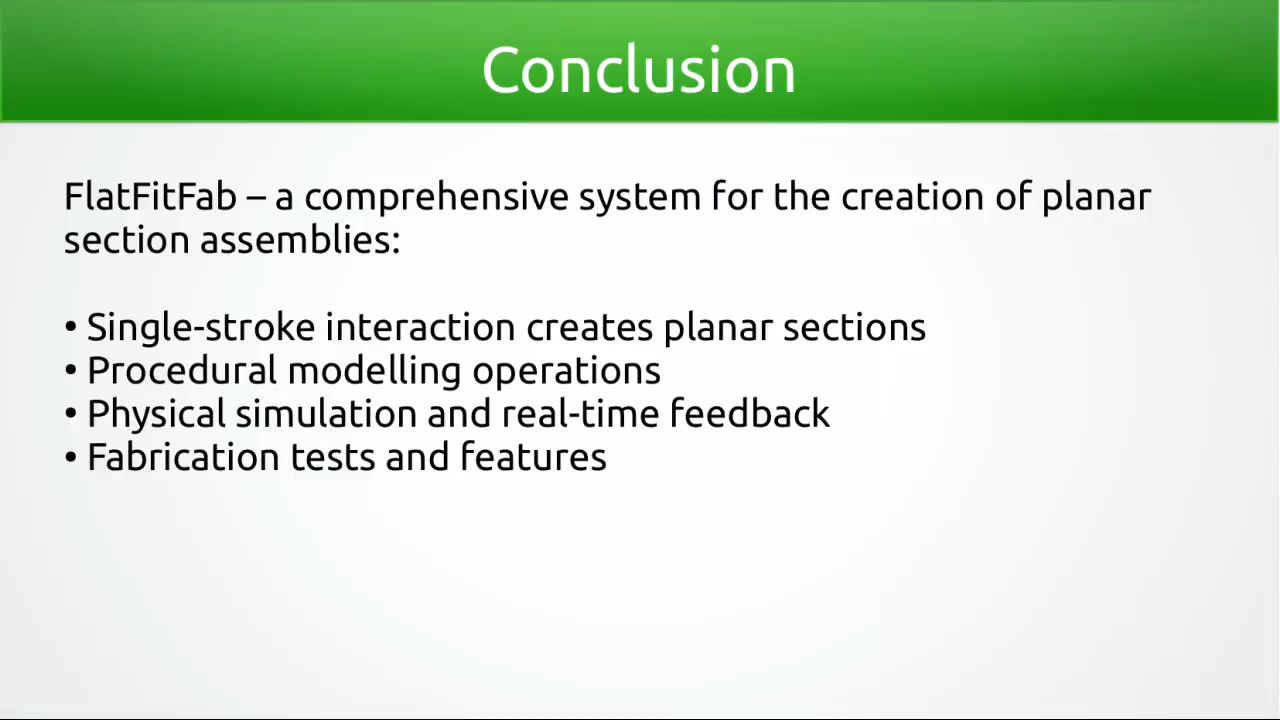 Conclusion
FlatFitFab – a comprehensive system for the creation of planar
section assemblies:
• Single-stroke interaction creates planar sections
• Procedural modelling operations
• Physical simulation and real-time feedback
• Fabrication tests and features